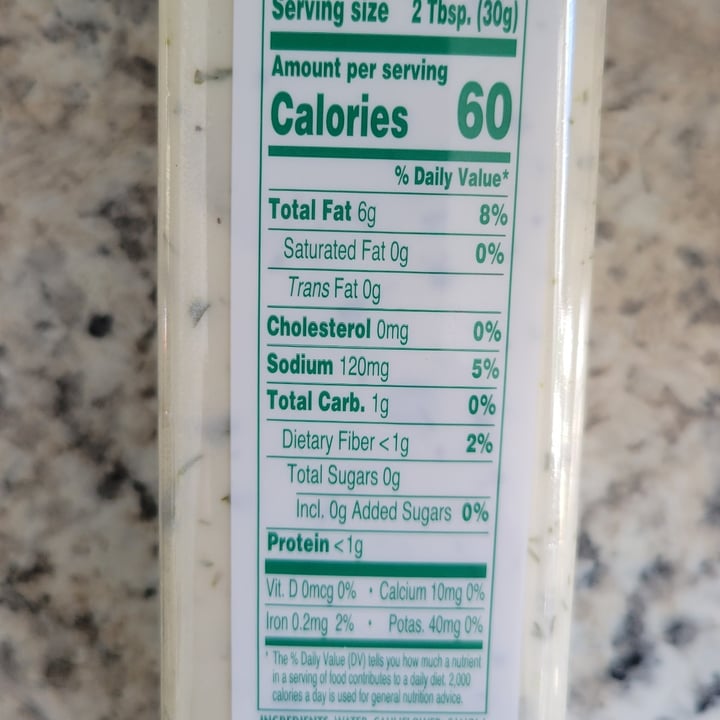 Serving size 2 Tbsp. (30g)
Amount per serving
Calories 60
% Daily Value*
Total Fat 6g 8%
Saturated Fat 0g 0%
Trans Fat 0g
Cholesterol 0mg 0%
Sodium 120mg 5%
Total Carb. 1g 0%
Dietary Fiber <1g 2%
Total Sugars 0g
Incl. 0g Added Sugars 0%
Protein <1g
Vit. D 0mcg 0% • Calcium 10mg 0%
Iron 0.2mg 2% • Potas. 40mg 0%
* The % Daily Value (DV) tells you how much a nutrient
in a serving of food contributes to a daily diet. 2,000
calories a day is used for general nutrition advice.